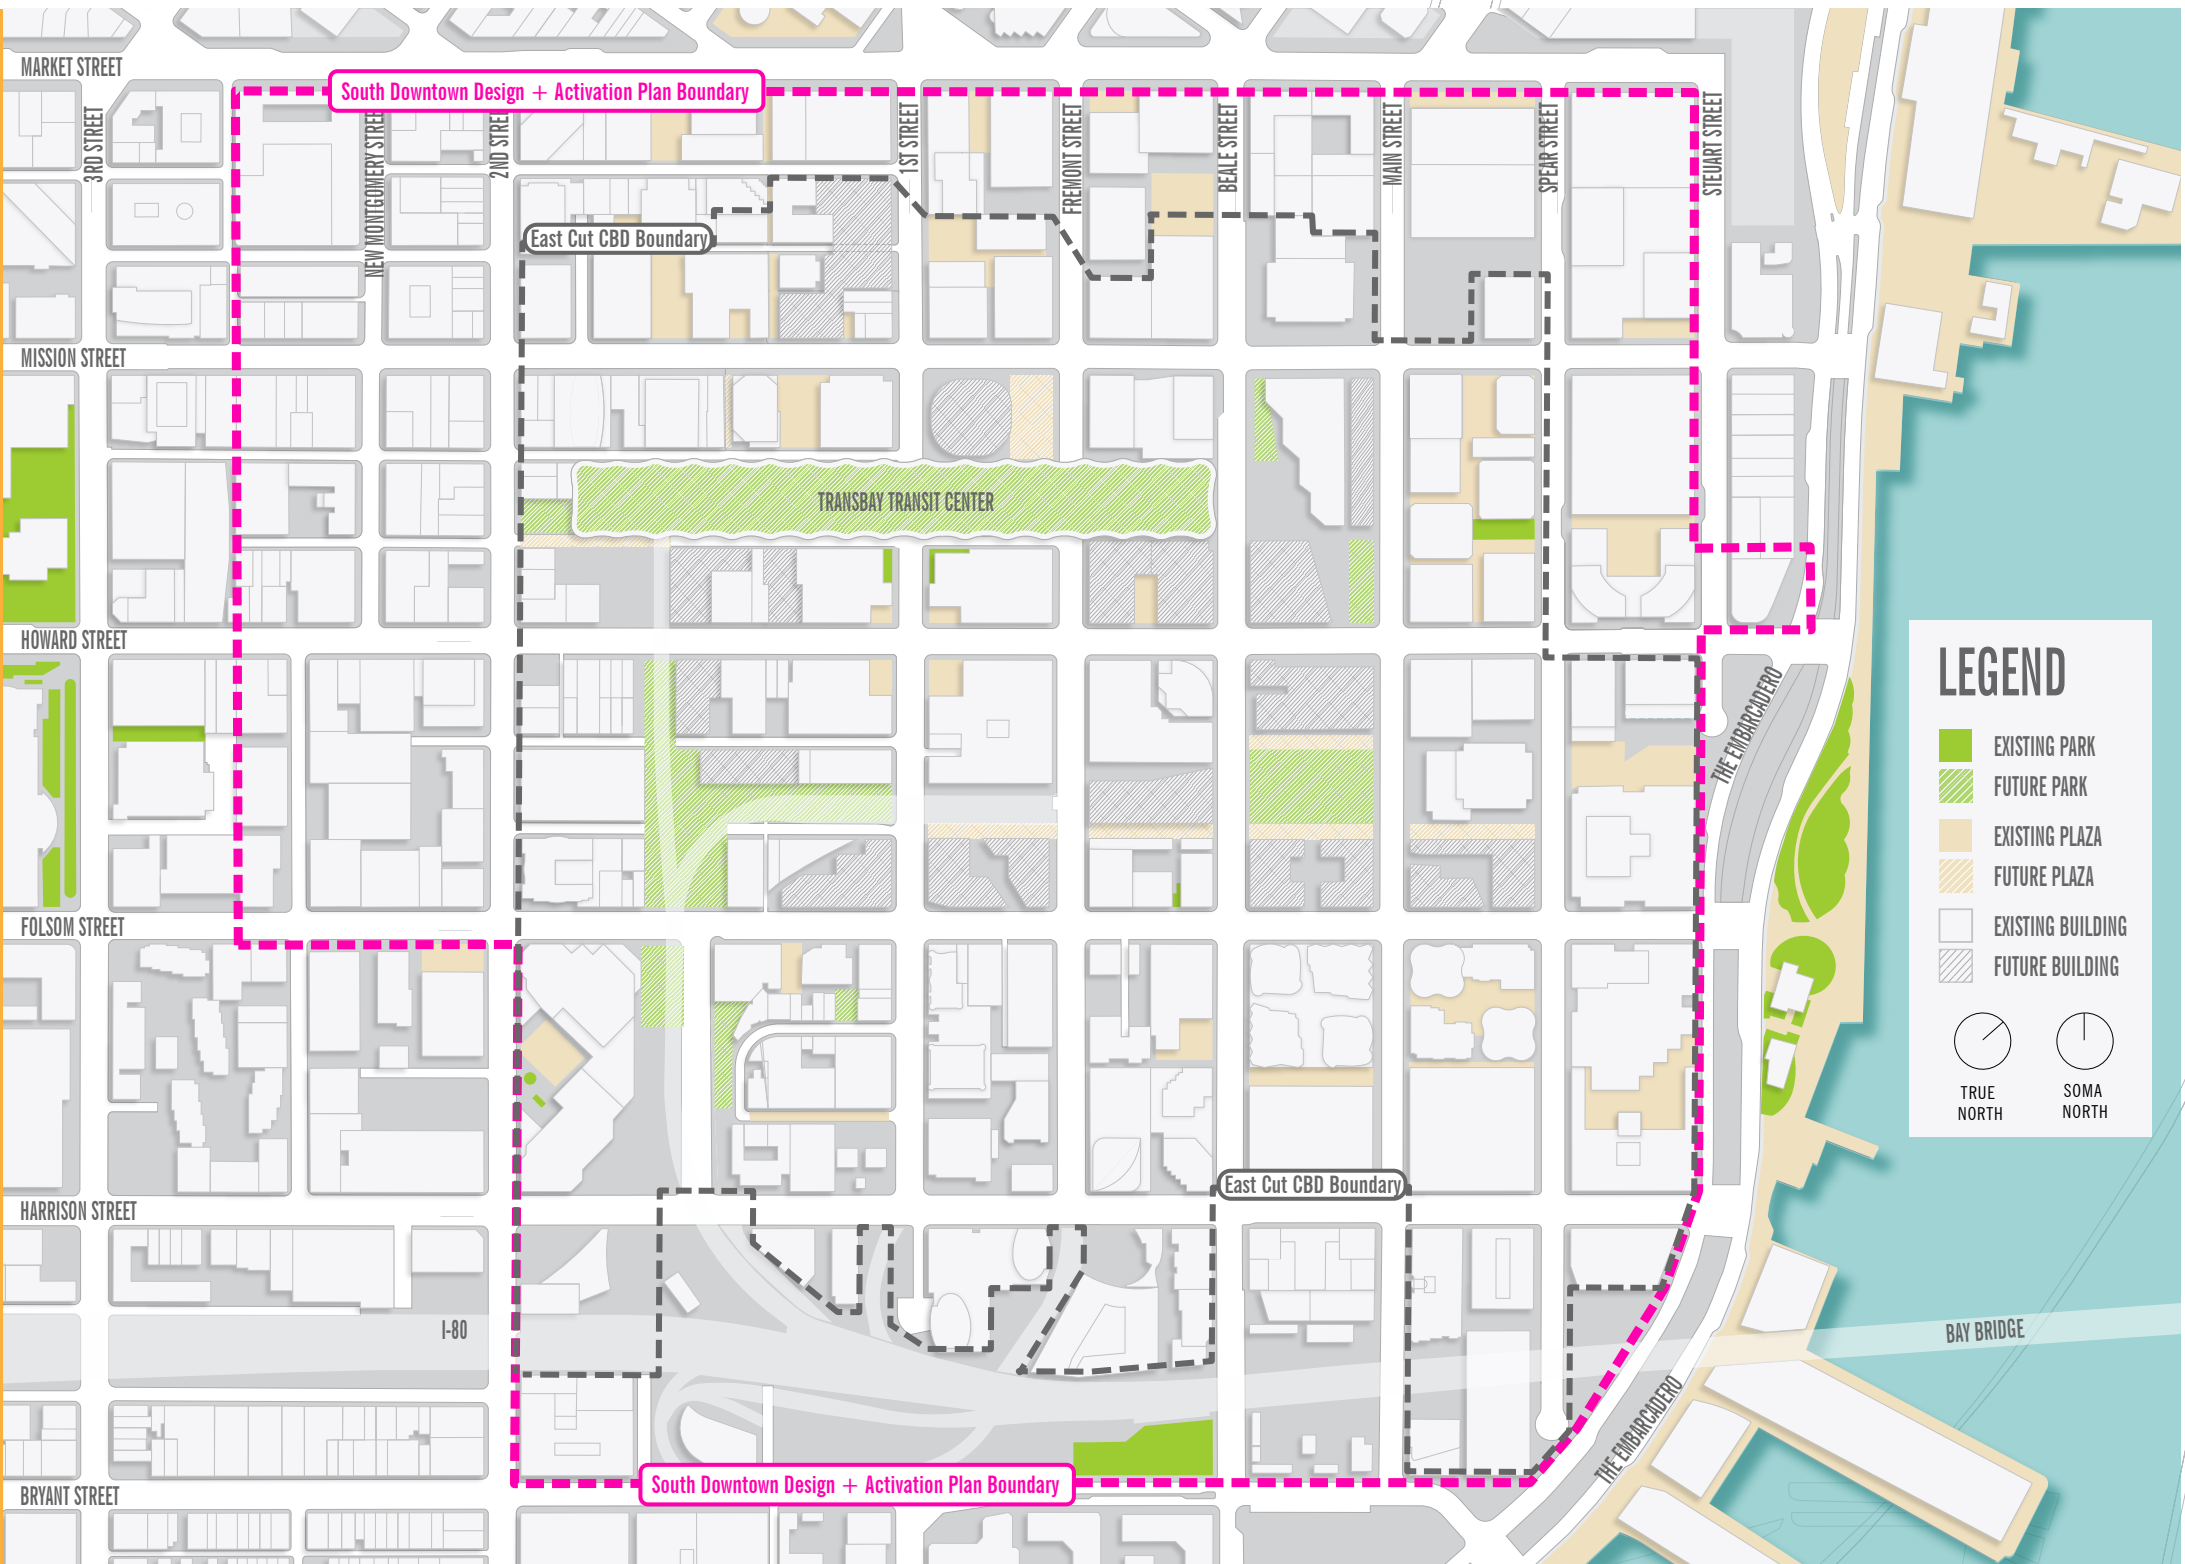 MARKET STREET
South Downtown Design + Activation Plan Boundary
3RD STREET
NEW MONTGOMERY STREET
2ND STREET
1ST STREET
FREMONT STREET
BEALE STREET
MAIN STREET
SPEAR STREET
STEUART STREET
East Cut CBD Boundary
MISSION STREET
TRANSBAY TRANSIT CENTER
HOWARD STREET
THE EMBARCADERO
LEGEND
EXISTING PARK
FUTURE PARK
EXISTING PLAZA
FUTURE PLAZA
EXISTING BUILDING
FUTURE BUILDING
TRUE
NORTH
SOMA
NORTH
FOLSOM STREET
East Cut CBD Boundary
HARRISON STREET
I-80
BAY BRIDGE
THE EMBARCADERO
South Downtown Design + Activation Plan Boundary
BRYANT STREET